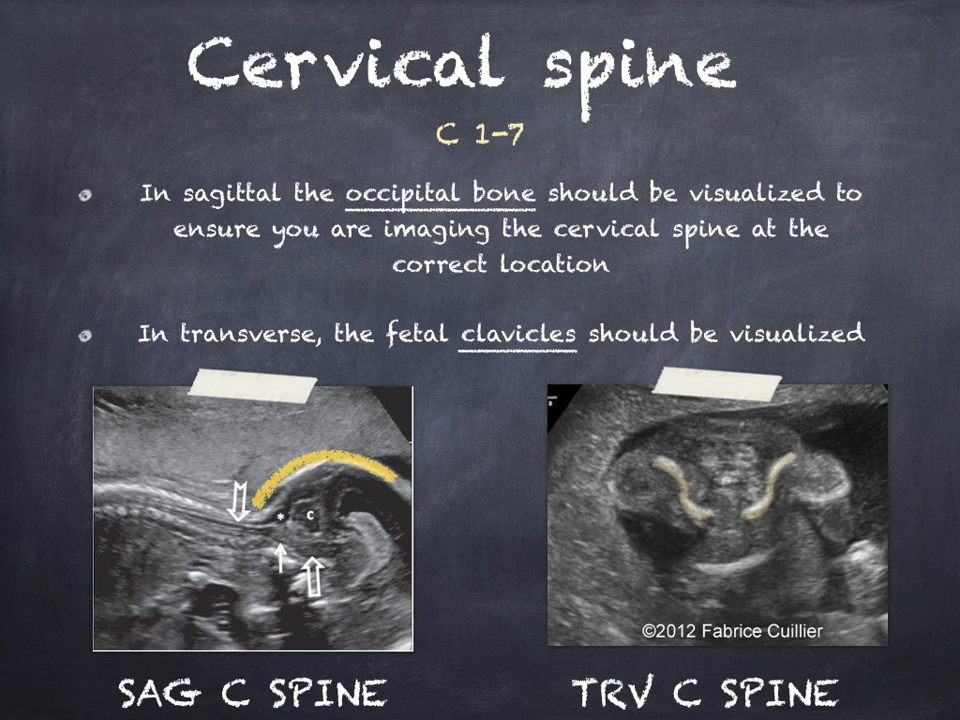 Cervical spine
C 1-7
In sagittal the occipital bone should be visualized to
ensure you are imaging the cervical spine at the
correct location
In transverse, the fetal clavicles should be visualized
* C
©2012 Fabrice Cuillier
SAG C SPINE
TRV C SPINE